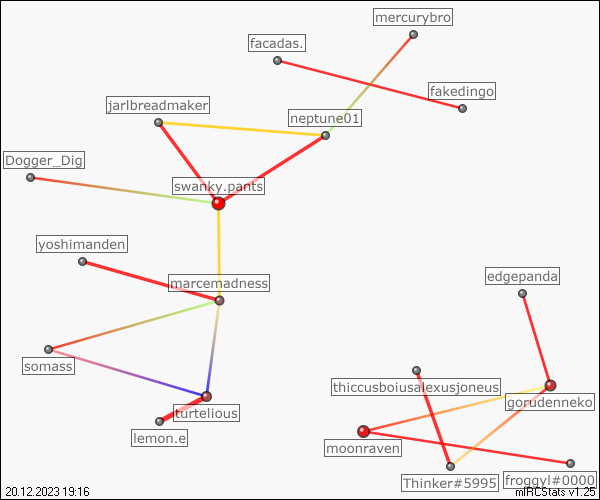 mercurybro
facadas.
fakedingo
jarlbreadmaker
neptune01
Dogger_Dig
swanky.pants
yoshimanden
marcemadness
edgepanda
somass
thiccusboiusalexusjoneus
gorudenneko
turtelious
lemon.e
moonraven
Thinker#5995
froggyl#0000
20.12.2023 19:16
mIRCStats v1.25